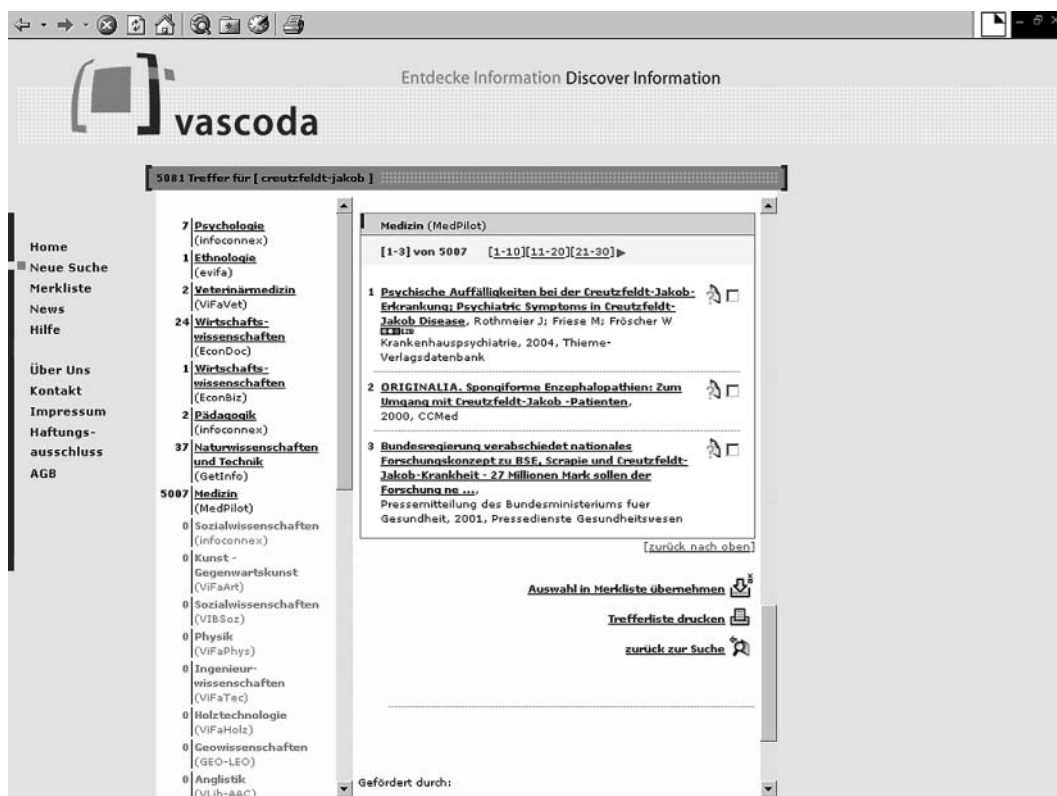 Entdecke Information Discover Information
vascoda
5081 Treffer für [ creutzfeldt-jakob ]
Home
Neue Suche
Merkliste
News
Hilfe
Über Uns
Kontakt
Impressum
Haftungs-
ausschluss
AGB
7 Psychologie
(infoconnex)
1 Ethnologie
(evifa)
2 Veterinärmedizin
(ViFaVet)
24 Wirtschafts-
wissenschaften
(EconDoc)
1 Wirtschafts-
wissenschaften
(EconBiz)
2 Pädagogik
(infoconnex)
37 Naturwissenschaften
und Technik
(GetInfo)
5007 Medizin
(MedPilot)
0 Sozialwissenschaften
(infoconnex)
0 Kunst -
Gegenwartskunst
(ViFaArt)
0 Sozialwissenschaften
(VIBSoz)
0 Physik
(ViFaPhys)
0 Ingenieur-
wissenschaften
(ViFaTec)
0 Holztechnologie
(ViFaHolz)
0 Geowissenschaften
(GEO-LEO)
0 Anglistik
(VLib-AAC)
Medizin (MedPilot)
[1-3] von 5007 [1-10][11-20][21-30]
1 Psychische Auffälligkeiten bei der Creutzfeldt-Jakob-
Erkrankung; Psychiatric Symptoms in Creutzfeldt-
Jakob Disease, Rothmeier J; Friese M; Fröscher W
EZB
Krankenhauspsychiatrie, 2004, Thieme-
Verlagsdatenbank
2 ORIGINALIA. Spongiforme Enzephalopathien: Zum
Umgang mit Creutzfeldt-Jakob -Patienten,
2000, CCMed
3 Bundesregierung verabschiedet nationales
Forschungskonzept zu BSE, Scrapie und Creutzfeldt-
Jakob-Krankheit - 27 Millionen Mark sollen der
Forschung ne ...,
Pressemitteilung des Bundesministeriums fuer
Gesundheit, 2001, Pressedienste Gesundheitswesen
[zurück nach oben]
Auswahl in Merkliste übernehmen
Trefferliste drucken
zurück zur Suche
Gefördert durch: